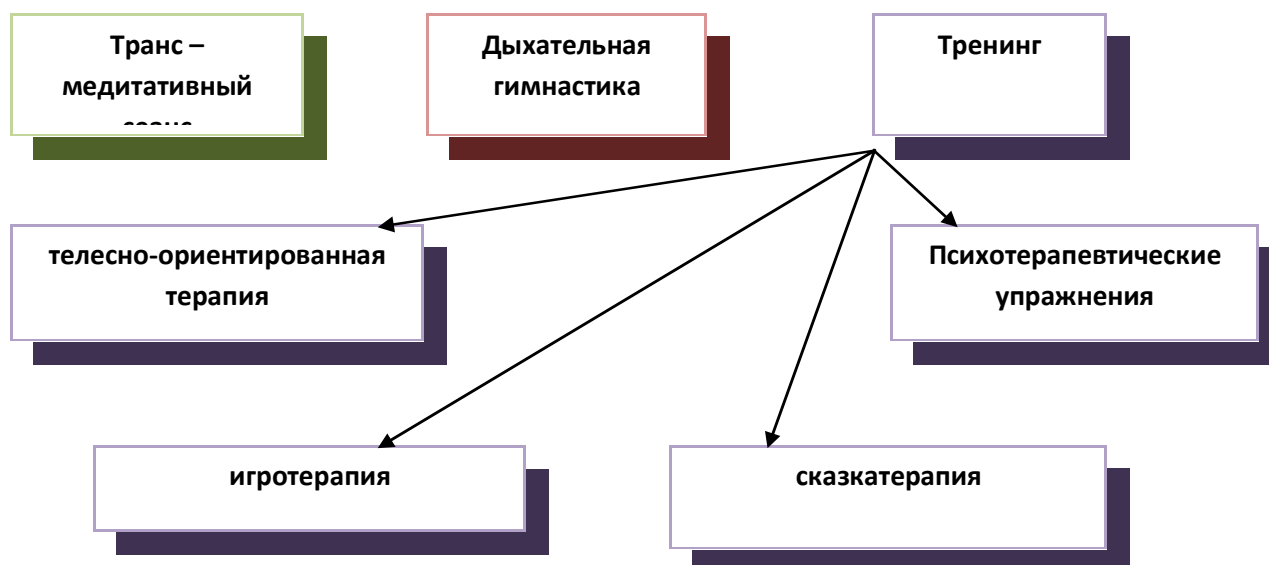 Транс –
медитативный
Дыхательная
гимнастика
Тренинг
телесно-ориентированная
терапия
Психотерапевтические
упражнения
игротерапия
сказкатерапия